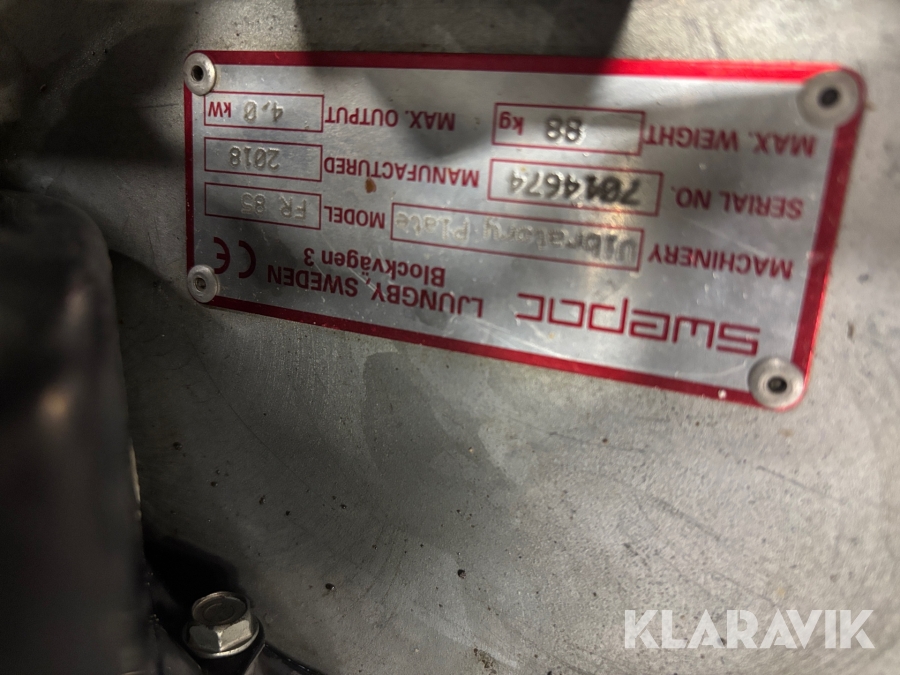 swepac LJUNGBY SWEDEN
Blockvägen 3 CE
MACHINERY Vibratory Plate MODEL FR 85
SERIAL NO. 7014674 MANUFACTURED 2018
MAX. WEIGHT 88 kg MAX. OUTPUT 4,0 kW
KLARAVIK